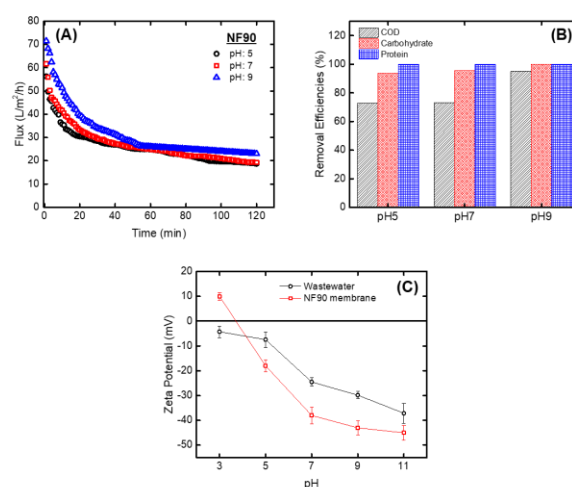 (A)
NF90
pH: 5
pH: 7
pH: 9
80
70
60
50
40
30
20
10
0
Flux (L/m²/h)
0 20 40 60 80 100 120
Time (min)
(B)
COD
Carbohydrate
Protein
120
100
80
60
40
20
0
Removal Efficiencies (%)
pH5 pH7 pH9
(C)
Wastewater
NF90 membrane
20
10
0
-10
-20
-30
-40
-50
Zeta Potential (mV)
3 5 7 9 11
pH